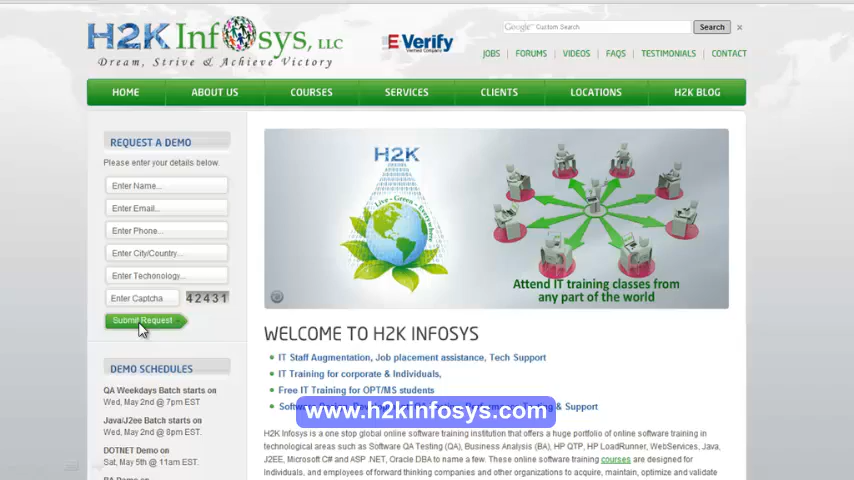 H2K Infosys, LLC
Dream, Strive & Achieve Victory
E Verify
Google Custom Search
Search
x
JOBS FORUMS VIDEOS FAQS TESTIMONIALS CONTACT
HOME ABOUT US COURSES SERVICES CLIENTS LOCATIONS H2K BLOG
REQUEST A DEMO
Please enter your details below.
Enter Name...
Enter Email...
Enter Phone...
Enter City/Country...
Enter Techonology...
Enter Captcha 42431
Submit Request
DEMO SCHEDULES
QA Weekdays Batch starts on
Wed, May 2nd @ 7pm EST
Java/J2ee Batch starts on
Wed, May 2nd @ 8pm EST.
DOTNET Demo on
Sat, May 5th @ 11am EST.
H2K
Live - Green - Everywhere
Attend IT training classes from
any part of the world
WELCOME TO H2K INFOSYS
IT Staff Augmentation, Job placement assistance, Tech Support
IT Training for corporate & Individuals,
Free IT Training for OPT/MS students
& Support
www.h2kinfosys.com
H2K Infosys is a one stop global online software training institution that offers a huge portfolio of online software training in
technological areas such as Software QA Testing (QA), Business Analysis (BA), HP QTP, HP LoadRunner, WebServices, Java,
J2EE, Microsoft C# and ASP .NET, Oracle DBA to name a few. These online software training courses are designed for
Individuals, and employees of forward thinking companies and other organizations to acquire, maintain, optimize and validate